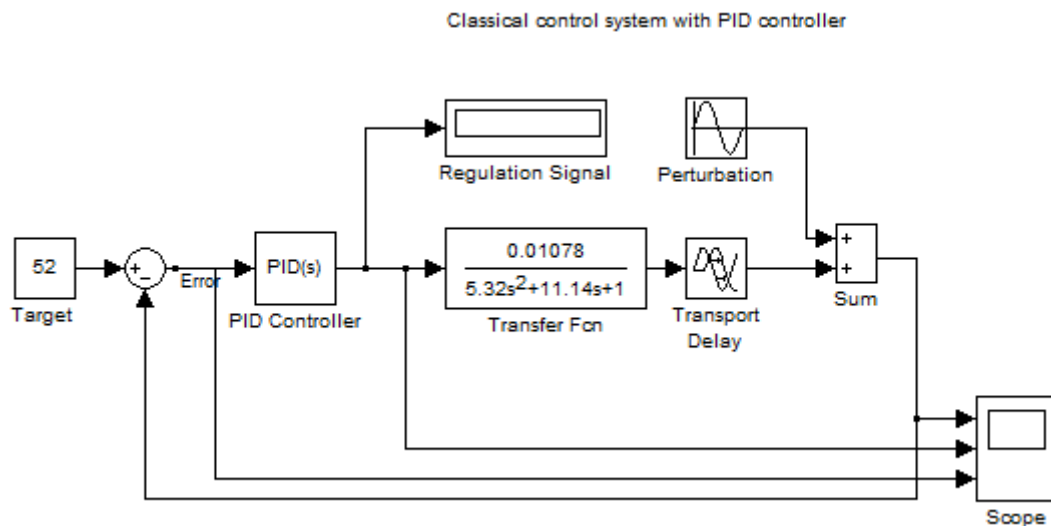 Classical control system with PID controller
Regulation Signal
Perturbation
52
Target
+
−
Error
PID(s)
PID Controller
0.01078
5.32s²+11.14s+1
Transfer Fcn
Transport
Delay
+
+
Sum
Scope